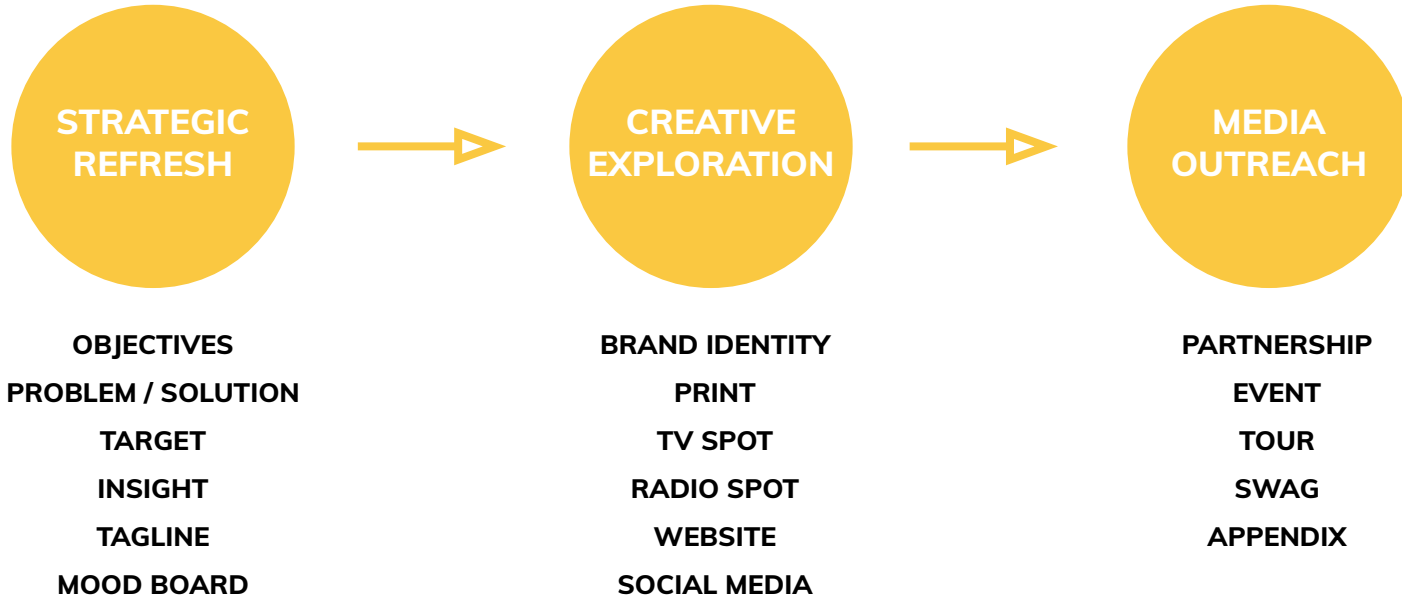 STRATEGIC
REFRESH
CREATIVE
EXPLORATION
MEDIA
OUTREACH
OBJECTIVES
PROBLEM / SOLUTION
TARGET
INSIGHT
TAGLINE
MOOD BOARD
BRAND IDENTITY
PRINT
TV SPOT
RADIO SPOT
WEBSITE
SOCIAL MEDIA
PARTNERSHIP
EVENT
TOUR
SWAG
APPENDIX